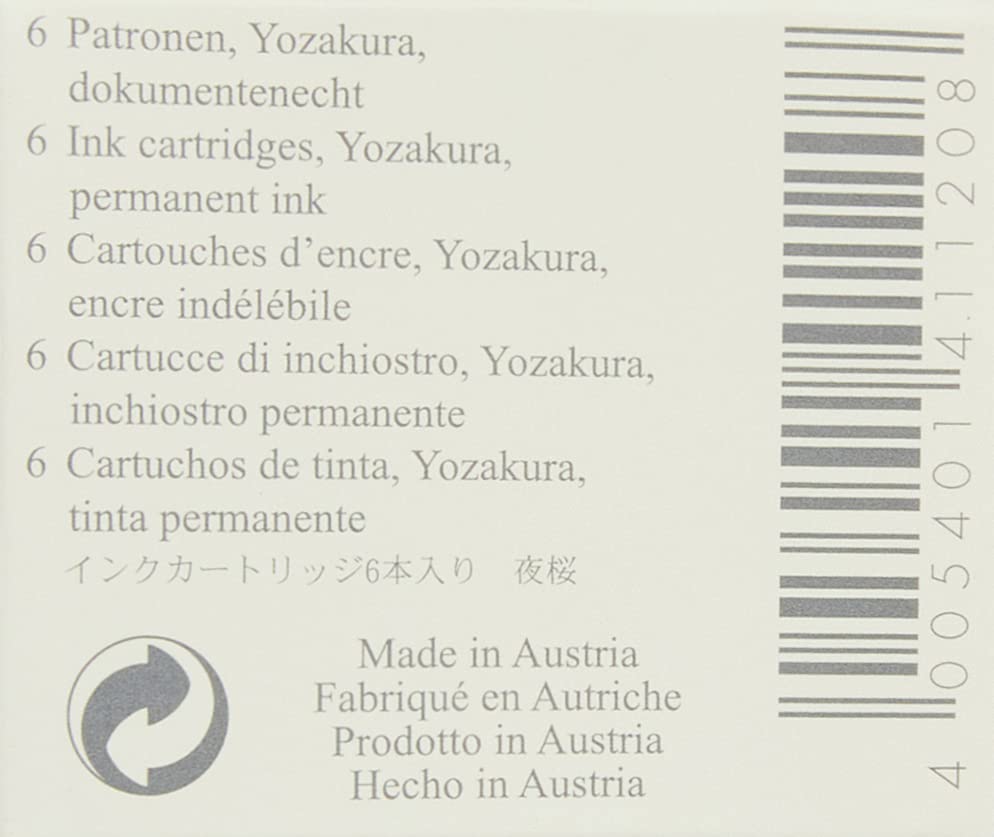 6 Patronen, Yozakura,
dokumentenecht
6 Ink cartridges, Yozakura,
permanent ink
6 Cartouches d'encre, Yozakura,
encre indélébile
6 Cartucce di inchiostro, Yozakura,
inchiostro permanente
6 Cartuchos de tinta, Yozakura,
tinta permanente
インクカートリッジ6本入り 夜桜
Made in Austria
Fabriqué en Autriche
Prodotto in Austria
Hecho in Austria
4 005401 411208